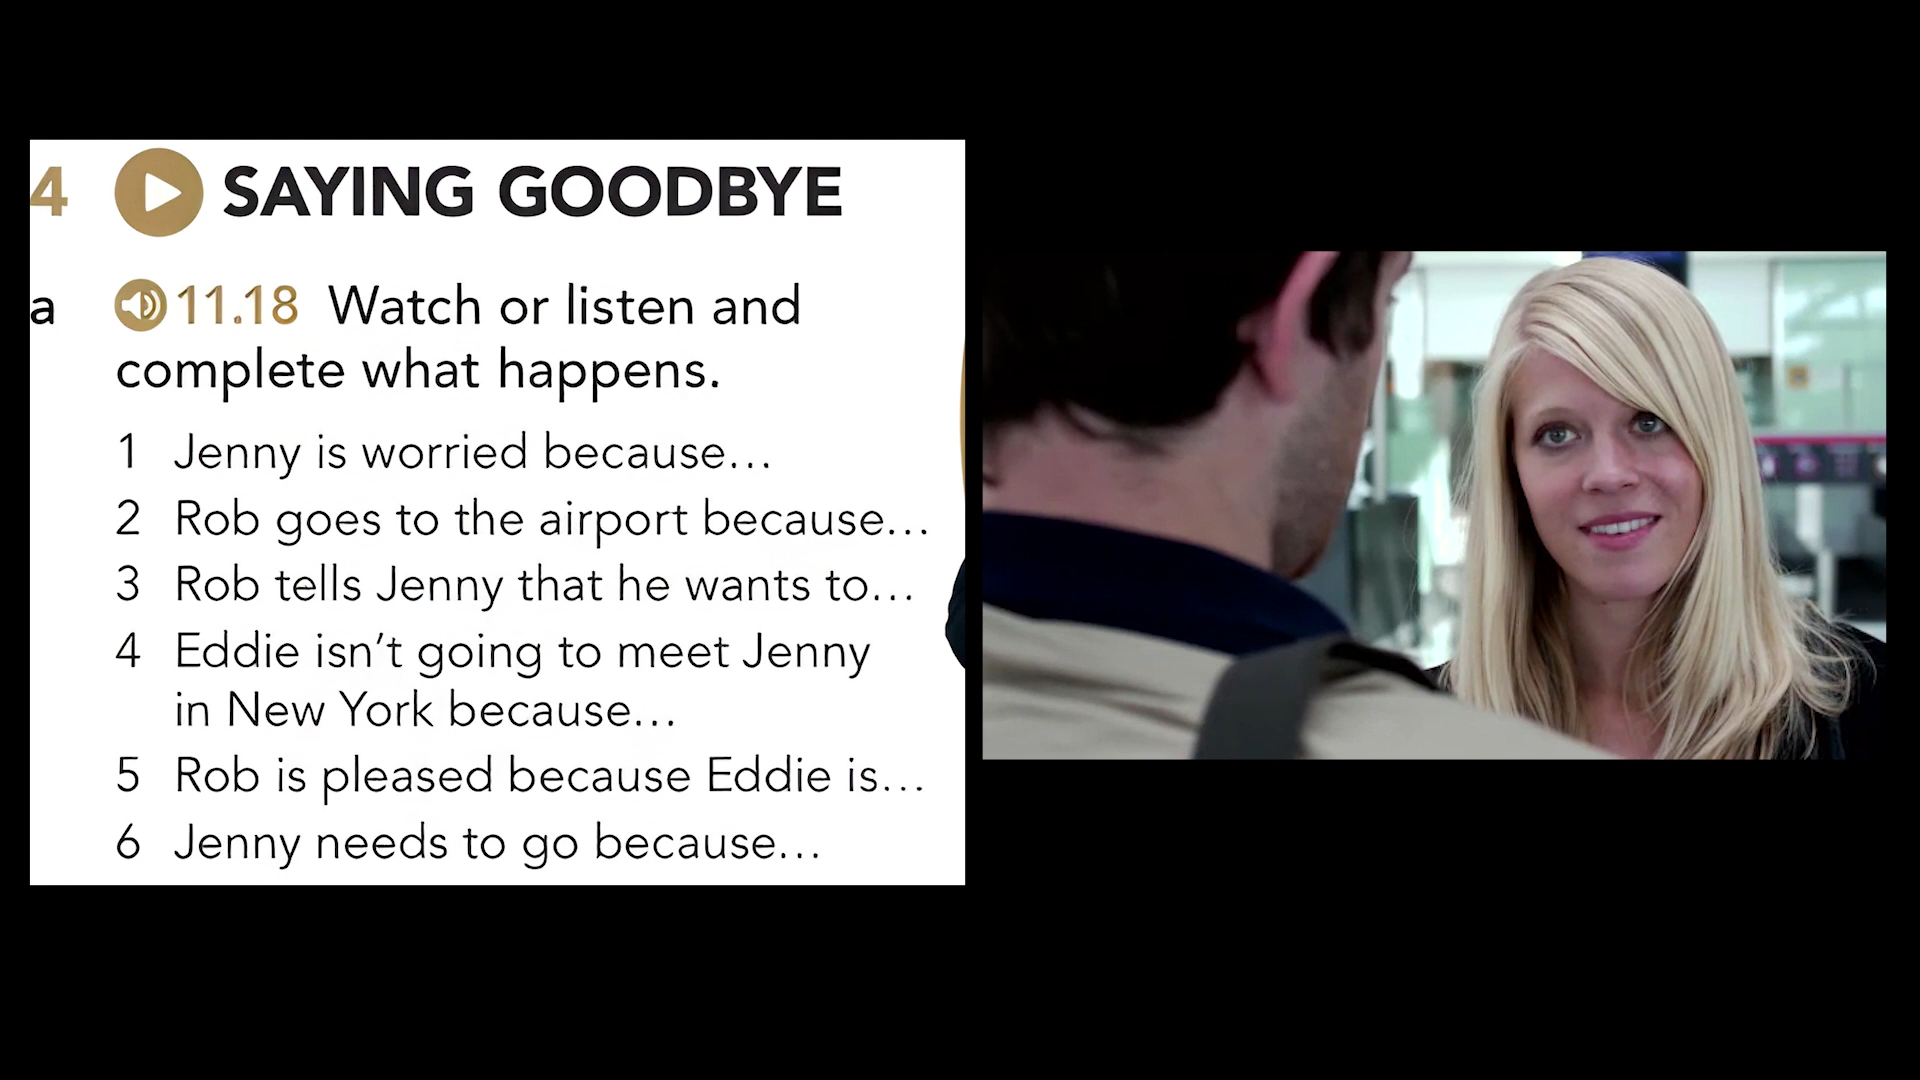 4 SAYING GOODBYE
a 11.18 Watch or listen and
complete what happens.
1 Jenny is worried because…
2 Rob goes to the airport because…
3 Rob tells Jenny that he wants to…
4 Eddie isn’t going to meet Jenny
in New York because…
5 Rob is pleased because Eddie is…
6 Jenny needs to go because…